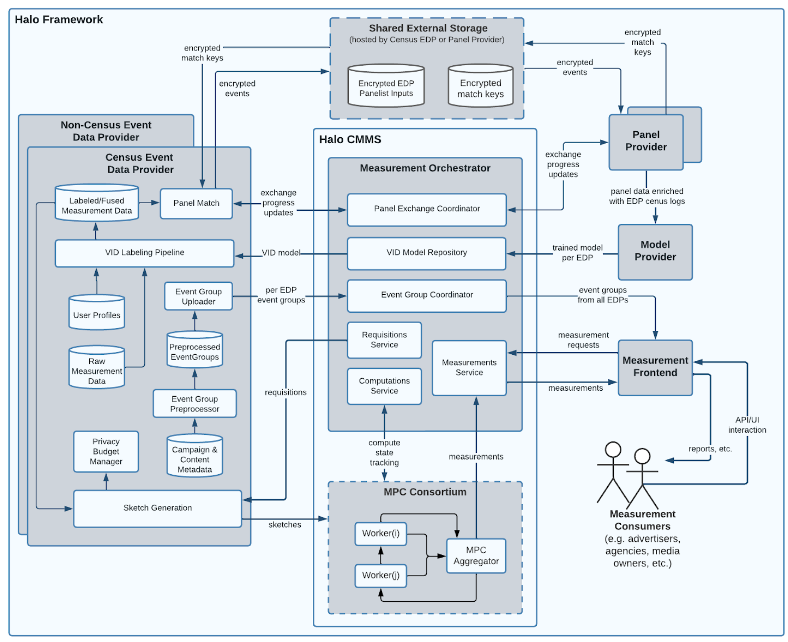 Halo Framework
Shared External Storage
(hosted by Census EDP or Panel Provider)
Encrypted EDP
Panelist Inputs
Encrypted
match keys
encrypted
match keys
encrypted
events
encrypted
match
keys
encrypted
events
Non-Census Event
Data Provider
Census Event
Data Provider
Labeled/Fused
Measurement Data
Panel Match
VID Labeling Pipeline
User Profiles
Event Group
Uploader
Raw
Measurement
Data
Preprocessed
EventGroups
Event Group
Preprocessor
Privacy
Budget
Manager
Campaign &
Content
Metadata
Sketch Generation
exchange
progress
updates
VID model
per EDP
event groups
requisitions
sketches
Halo CMMS
Measurement Orchestrator
Panel Exchange Coordinator
VID Model Repository
Event Group Coordinator
Requisitions
Service
Computations
Service
Measurements
Service
compute
state
tracking
measurements
MPC Consortium
Worker(i)
Worker(j)
MPC
Aggregator
exchange
progress
updates
Panel
Provider
panel data enriched
with EDP cenus logs
trained model
per EDP
Model
Provider
event groups
from all EDPs
measurement
requests
measurements
Measurement
Frontend
API/UI
interaction
reports, etc.
Measurement
Consumers
(e.g. advertisers,
agencies, media
owners, etc.)